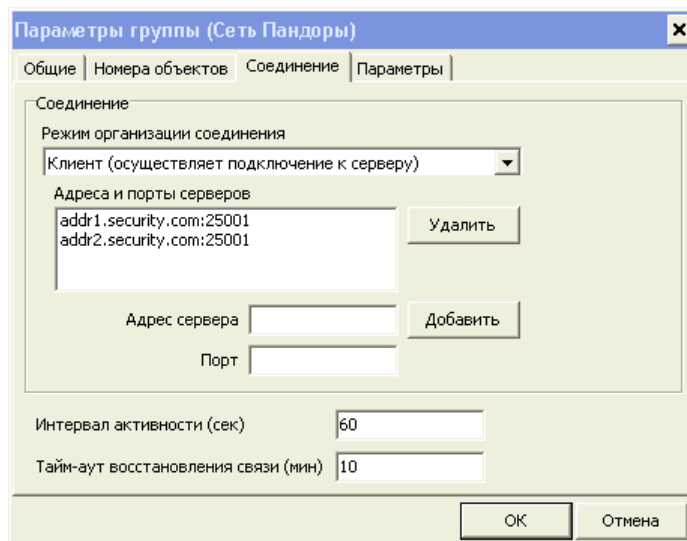 Параметры группы (Сеть Пандоры)
Общие Номера объектов Соединение Параметры
Соединение
Режим организации соединения
Клиент (осуществляет подключение к серверу)
Адреса и порты серверов
addr1.security.com:25001
addr2.security.com:25001
Удалить
Адрес сервера
Добавить
Порт
Интервал активности (сек) 60
Тайм-аут восстановления связи (мин) 10
ОК Отмена